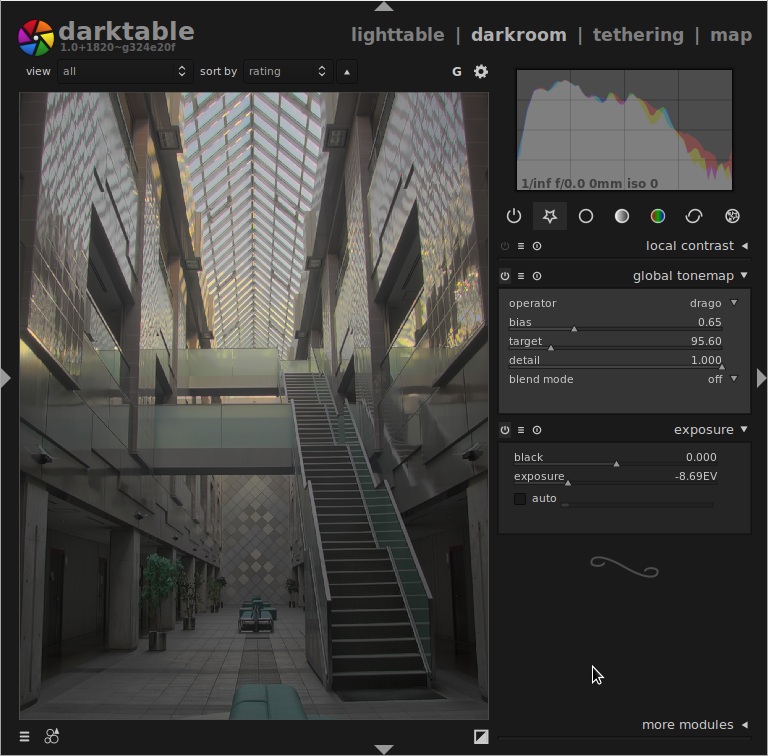 darktable
1.0+1820~g324e20f
lighttable | darkroom | tethering | map
view all sort by rating G
1/inf f/0.0 0mm iso 0
local contrast
global tonemap
operator drago
bias 0.65
target 95.60
detail 1.000
blend mode off
exposure
black 0.000
exposure -8.69EV
auto
more modules